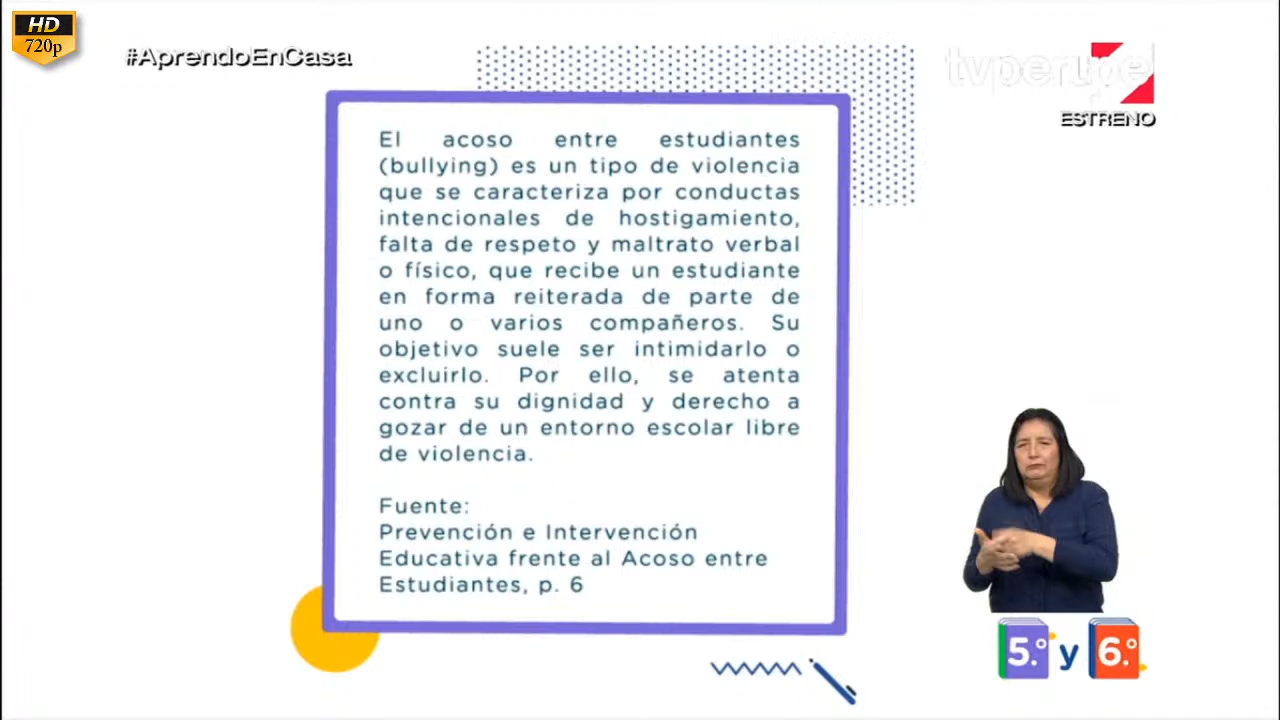 HD
720p
#AprendoEnCasa
tvperu.pe
ESTRENO
El acoso entre estudiantes
(bullying) es un tipo de violencia
que se caracteriza por conductas
intencionales de hostigamiento,
falta de respeto y maltrato verbal
o físico, que recibe un estudiante
en forma reiterada de parte de
uno o varios compañeros. Su
objetivo suele ser intimidarlo o
excluirlo. Por ello, se atenta
contra su dignidad y derecho a
gozar de un entorno escolar libre
de violencia.
Fuente:
Prevención e Intervención
Educativa frente al Acoso entre
Estudiantes, p. 6
5.° y 6.°